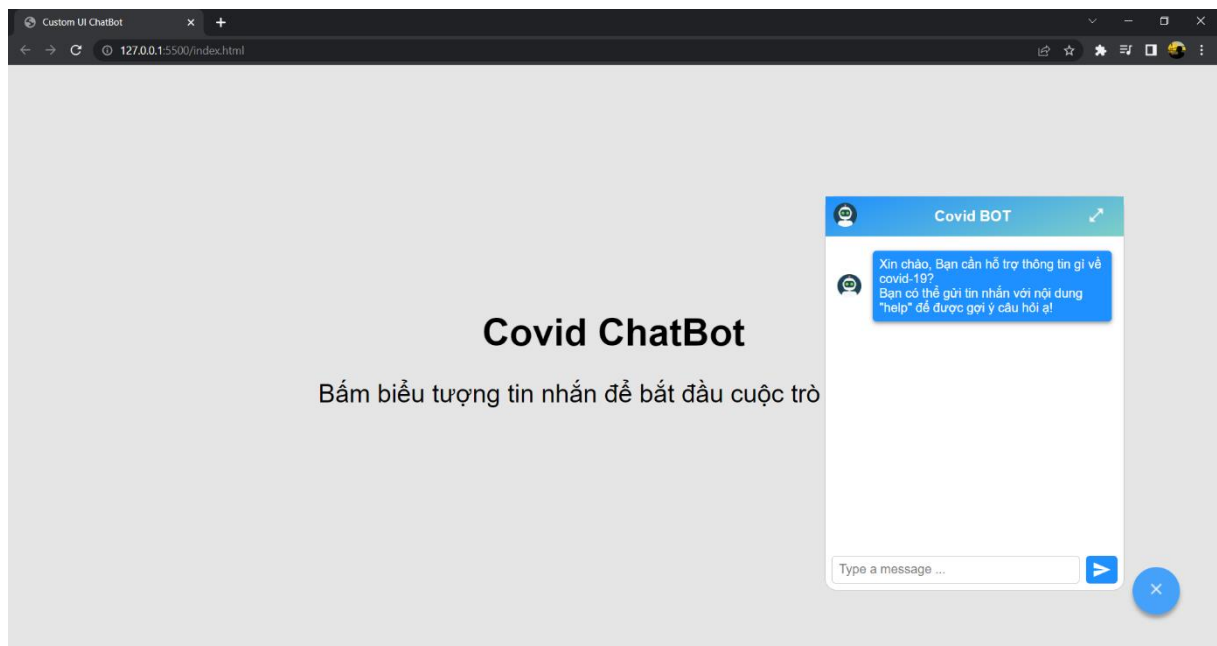 Custom UI ChatBot
127.0.0.1:5500/index.html
Covid BOT
Xin chào, Bạn cần hỗ trợ thông tin gì về
covid-19?
Bạn có thể gửi tin nhắn với nội dung
"help" để được gợi ý câu hỏi ạ!
Covid ChatBot
Bấm biểu tượng tin nhắn để bắt đầu cuộc trò
Type a message ...